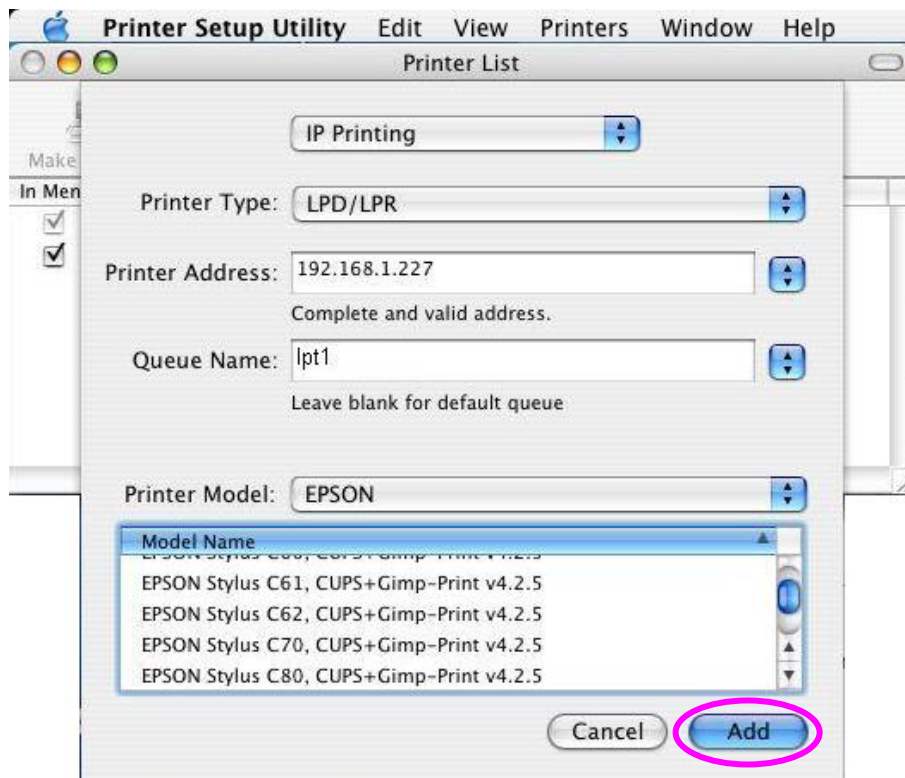 Printer Setup Utility Edit View Printers Window Help
Printer List
IP Printing
Make
In Men
Printer Type: LPD/LPR
Printer Address: 192.168.1.227
Complete and valid address.
Queue Name: lpt1
Leave blank for default queue
Printer Model: EPSON
Model Name
EPSON Stylus C61, CUPS+Gimp-Print v4.2.5
EPSON Stylus C62, CUPS+Gimp-Print v4.2.5
EPSON Stylus C70, CUPS+Gimp-Print v4.2.5
EPSON Stylus C80, CUPS+Gimp-Print v4.2.5
Cancel Add